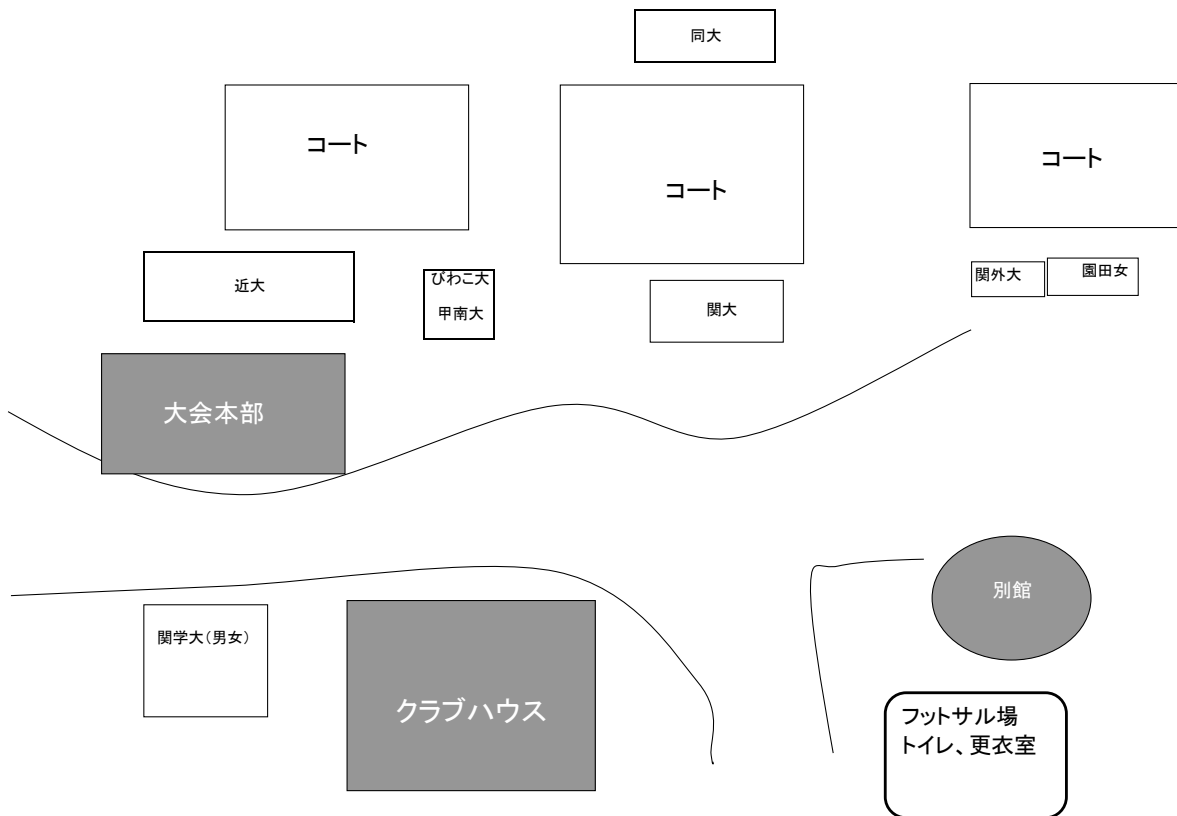 同大
コート
コート
コート
近大
びわこ大
甲南大
関大
関外大
園田女
大会本部
別館
関学大(男女)
クラブハウス
フットサル場
トイレ、更衣室